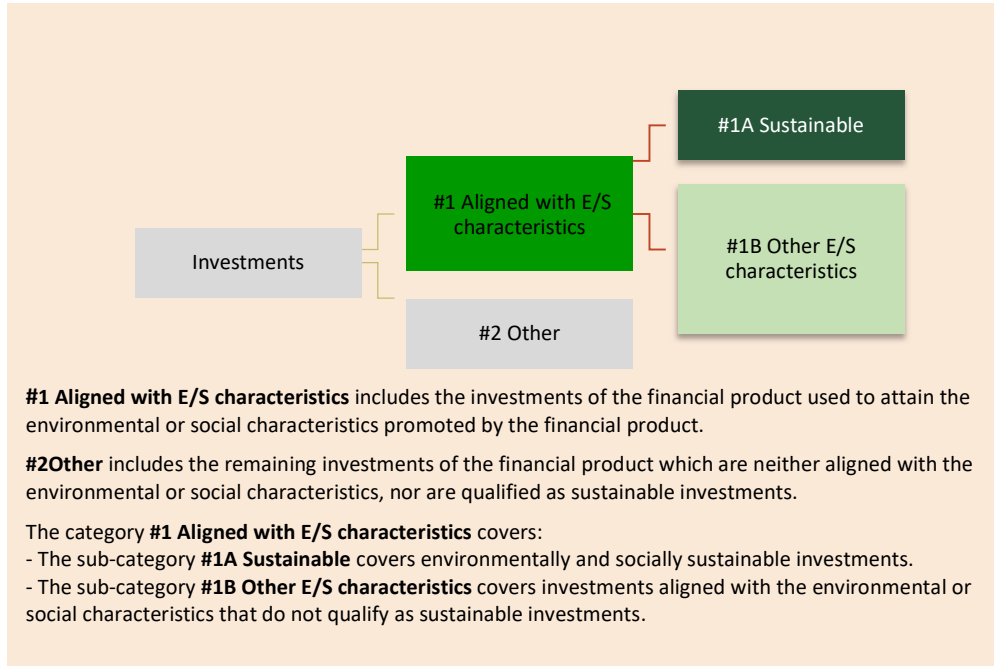 #1A Sustainable
#1 Aligned with E/S
characteristics
#1B Other E/S
characteristics
Investments
#2 Other
#1 Aligned with E/S characteristics includes the investments of the financial product used to attain the
environmental or social characteristics promoted by the financial product.
#2Other includes the remaining investments of the financial product which are neither aligned with the
environmental or social characteristics, nor are qualified as sustainable investments.
The category #1 Aligned with E/S characteristics covers:
- The sub-category #1A Sustainable covers environmentally and socially sustainable investments.
- The sub-category #1B Other E/S characteristics covers investments aligned with the environmental or
social characteristics that do not qualify as sustainable investments.